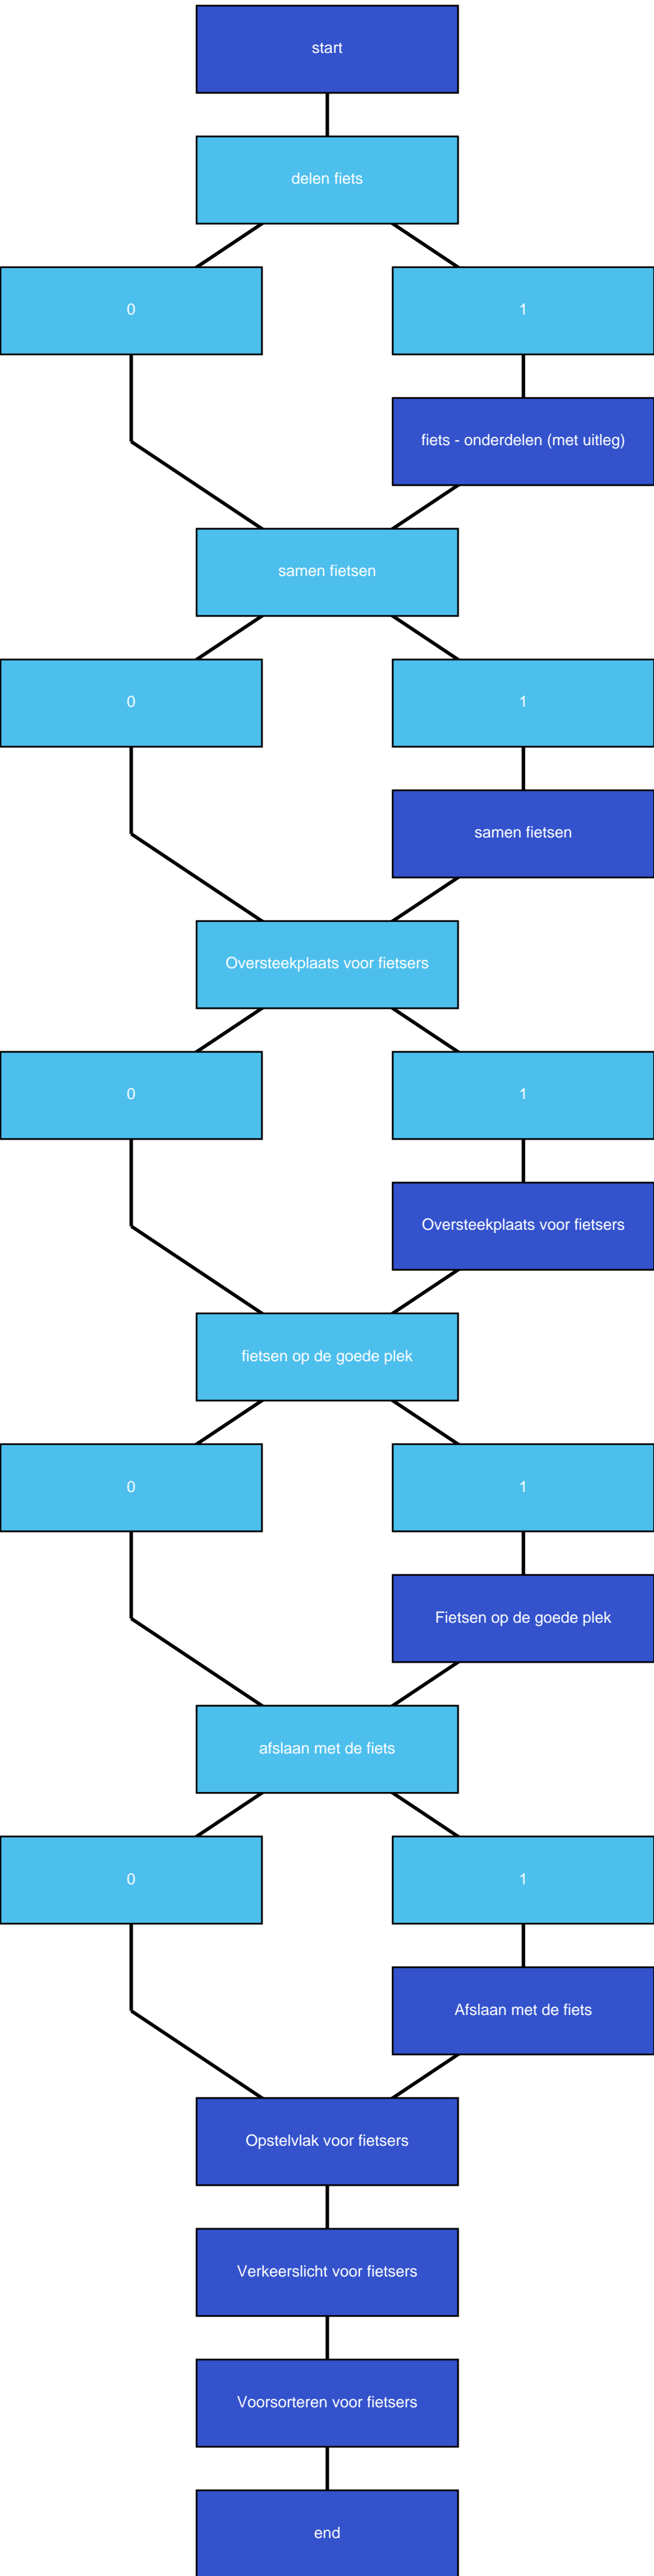 start
delen fiets
0
1
fiets - onderdelen (met uitleg)
samen fietsen
0
1
samen fietsen
Oversteekplaats voor fietsers
0
1
Oversteekplaats voor fietsers
fietsen op de goede plek
0
1
Fietsen op de goede plek
afslaan met de fiets
0
1
Afslaan met de fiets
Opstelvlak voor fietsers
Verkeerslicht voor fietsers
Voorsorteren voor fietsers
end